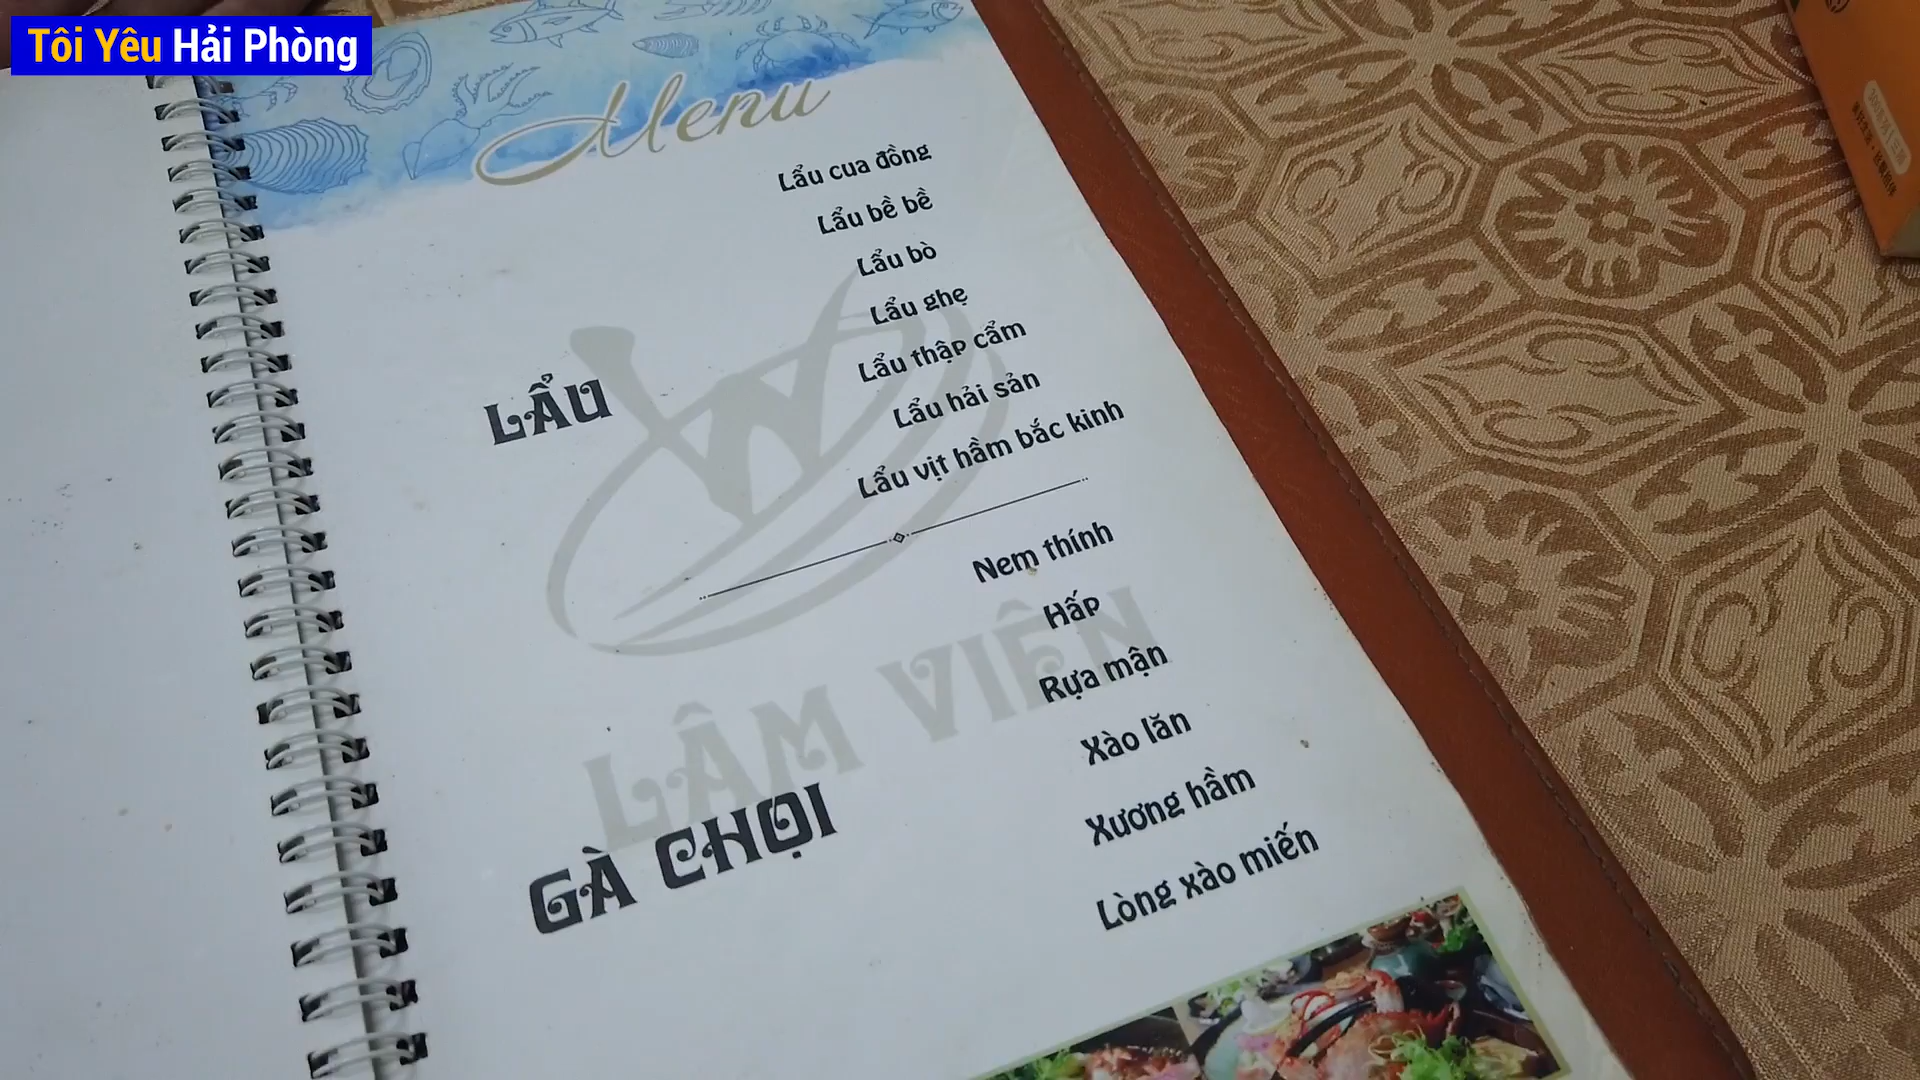 Tôi Yêu Hải Phòng
Menu
LẨU
Lẩu cua đồng
Lẩu bề bề
Lẩu bò
Lẩu ghẹ
Lẩu thập cẩm
Lẩu hải sản
Lẩu vịt hầm bắc kinh
LÂM VIÊN
GÀ CHỌI
Nem thính
Hấp
Rựa mận
Xào lăn
Xương hầm
Lòng xào miến